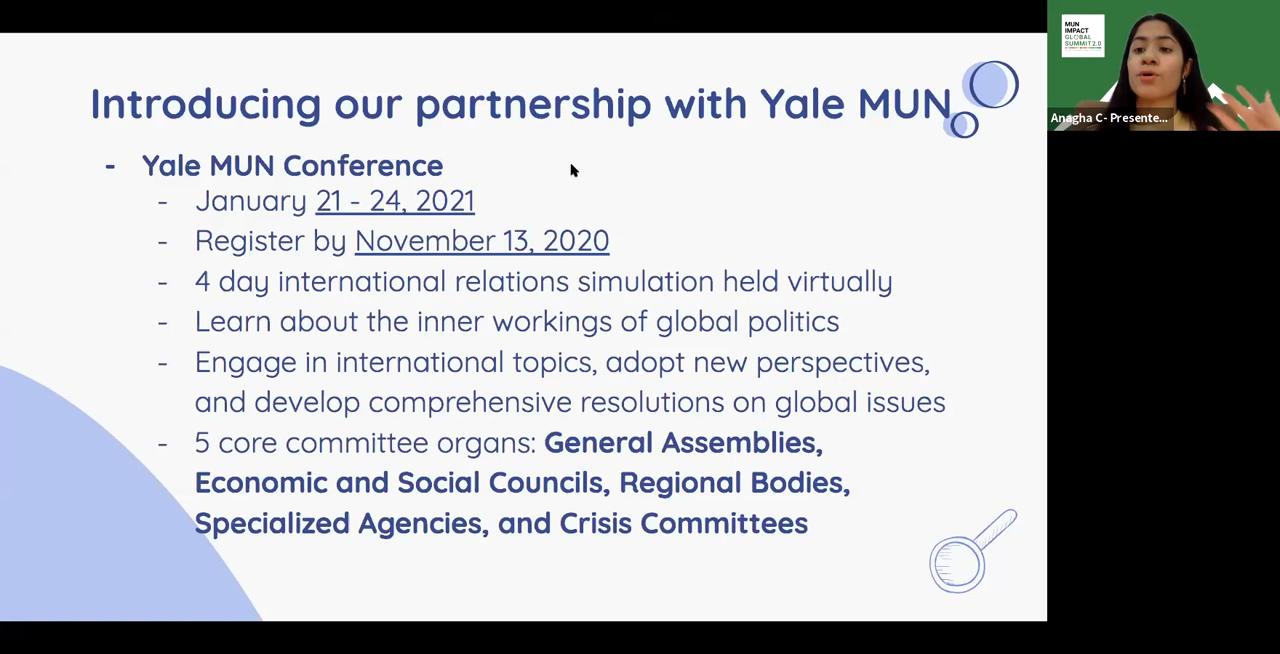 Introducing our partnership with Yale MUN
- Yale MUN Conference
- January 21 - 24, 2021
- Register by November 13, 2020
- 4 day international relations simulation held virtually
- Learn about the inner workings of global politics
- Engage in international topics, adopt new perspectives,
and develop comprehensive resolutions on global issues
- 5 core committee organs: General Assemblies,
Economic and Social Councils, Regional Bodies,
Specialized Agencies, and Crisis Committees
MUN
IMPACT
GLOBAL
SUMMIT 2.0
Anagha C- Presente...